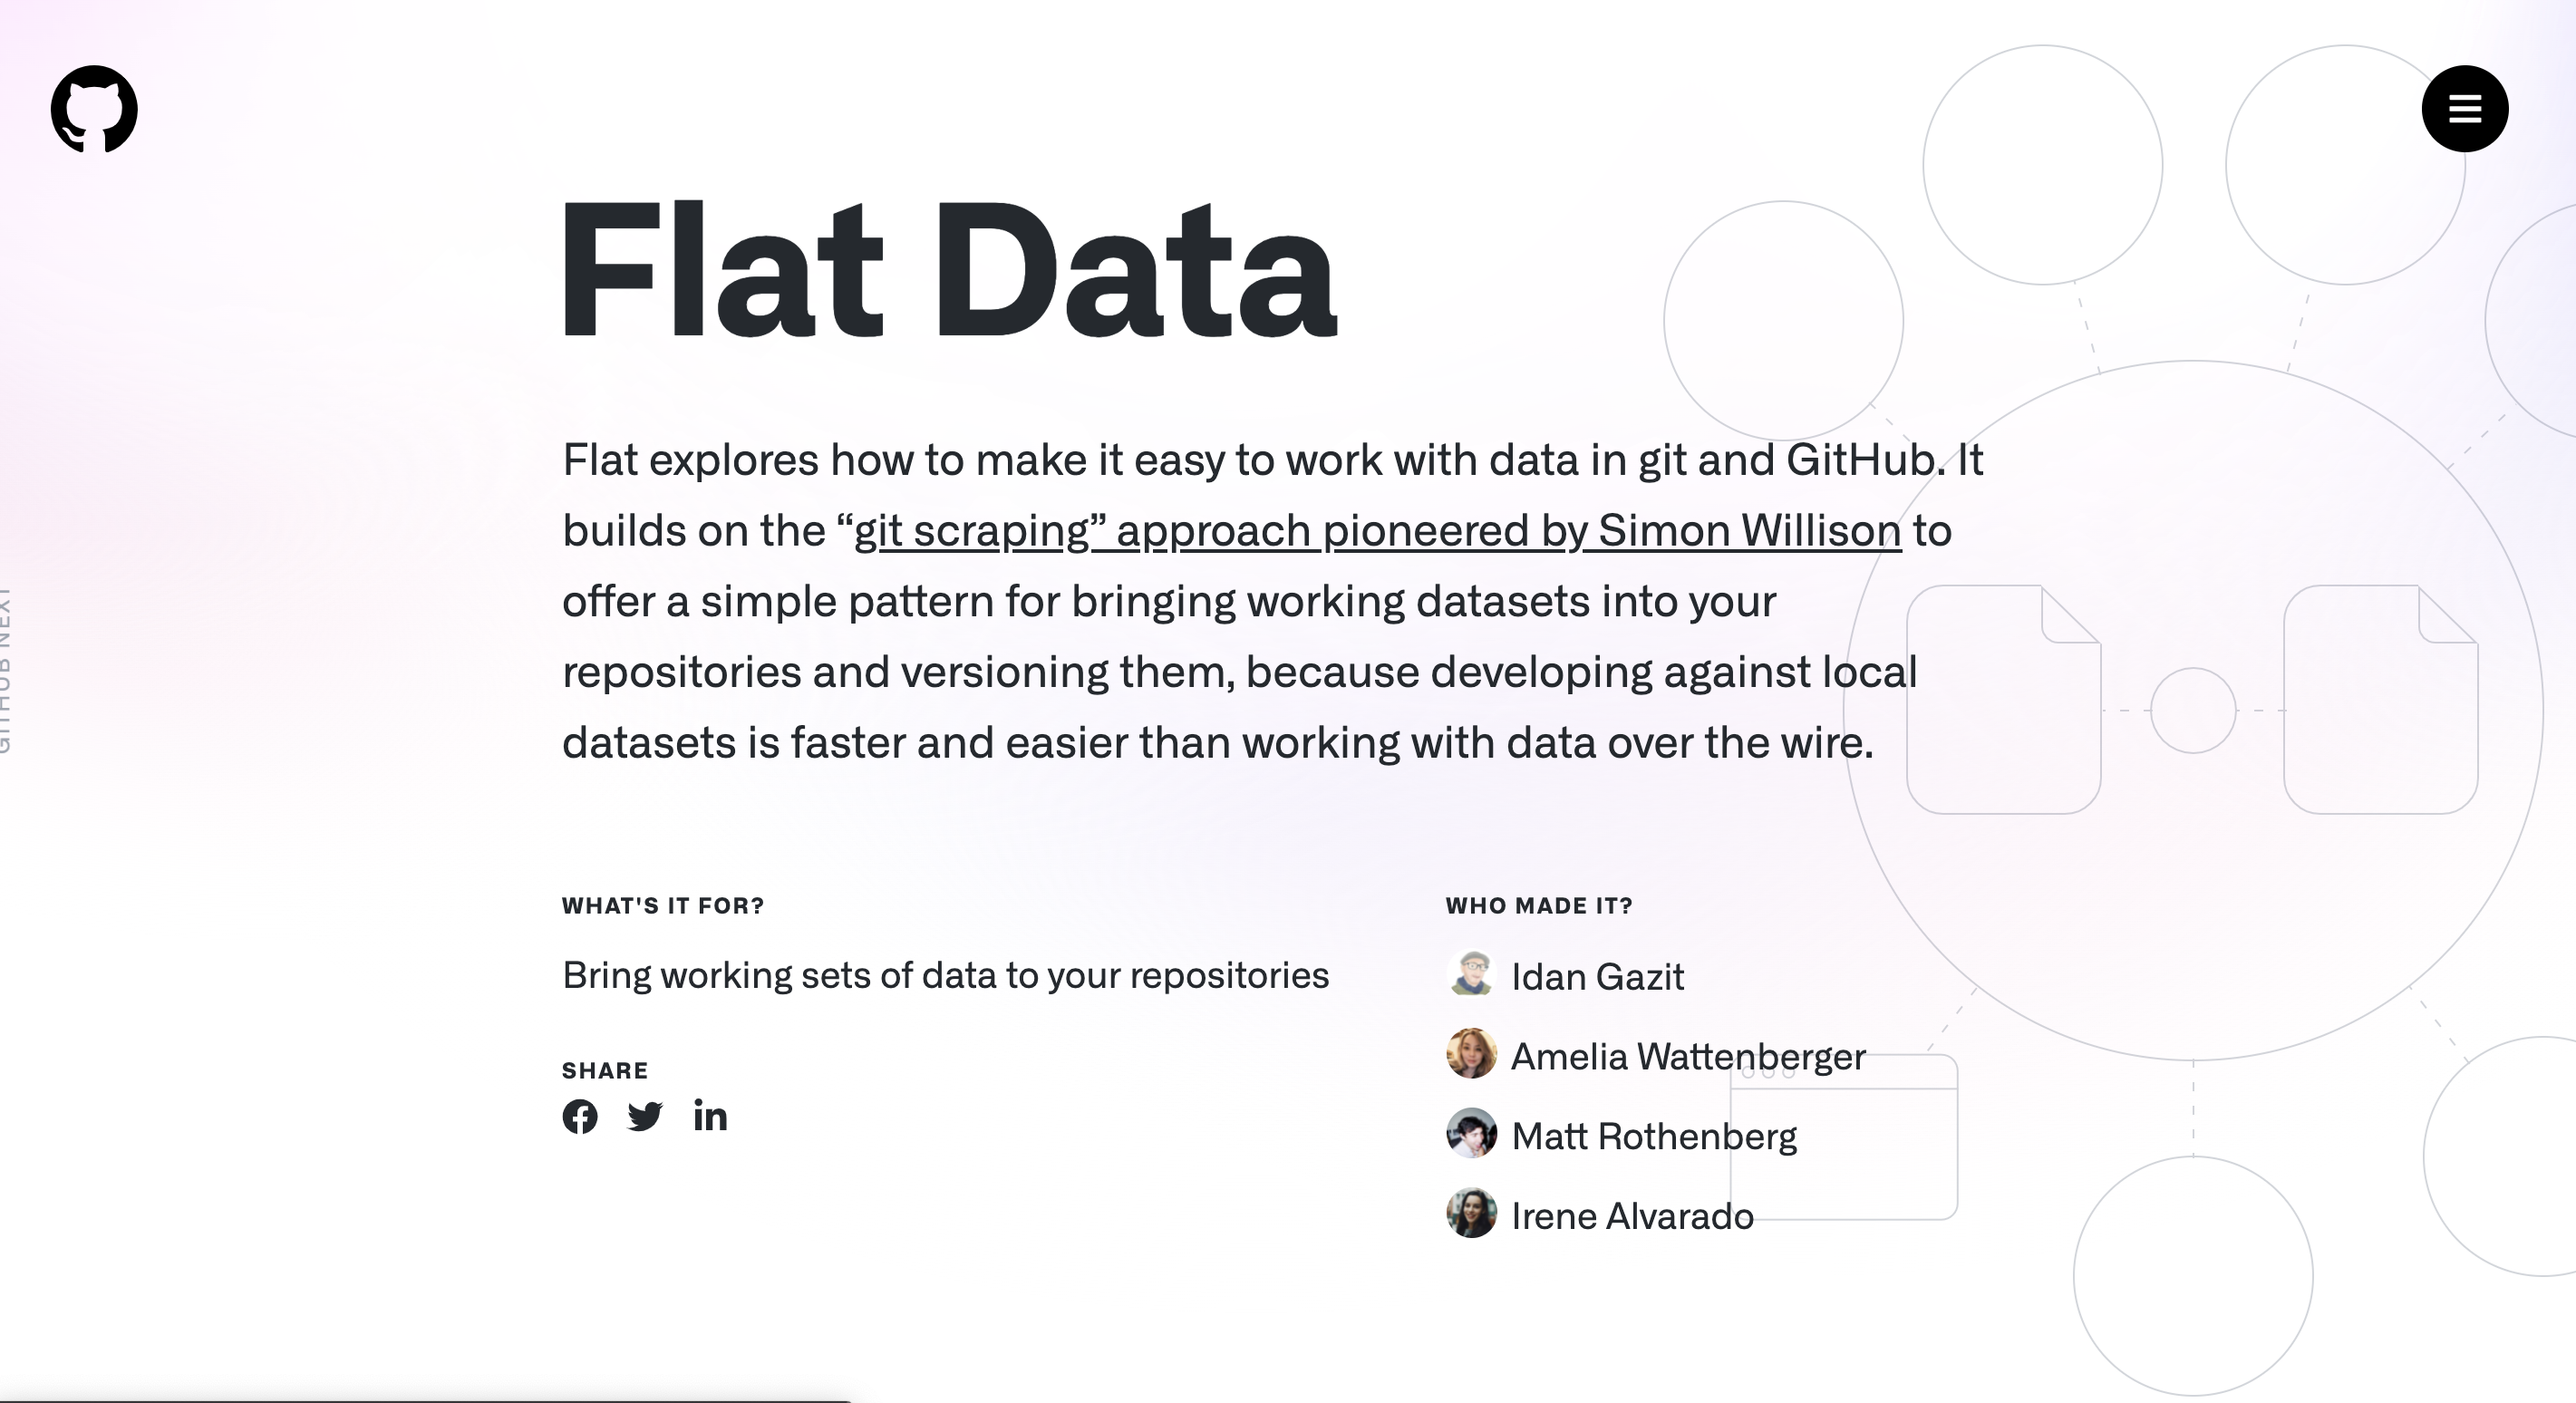 Flat Data
Flat explores how to make it easy to work with data in git and GitHub. It
builds on the “git scraping” approach pioneered by Simon Willison to
offer a simple pattern for bringing working datasets into your
repositories and versioning them, because developing against local
datasets is faster and easier than working with data over the wire.
GITHUB NEXT
WHAT'S IT FOR?
Bring working sets of data to your repositories
SHARE
WHO MADE IT?
Idan Gazit
Amelia Wattenberger
Matt Rothenberg
Irene Alvarado